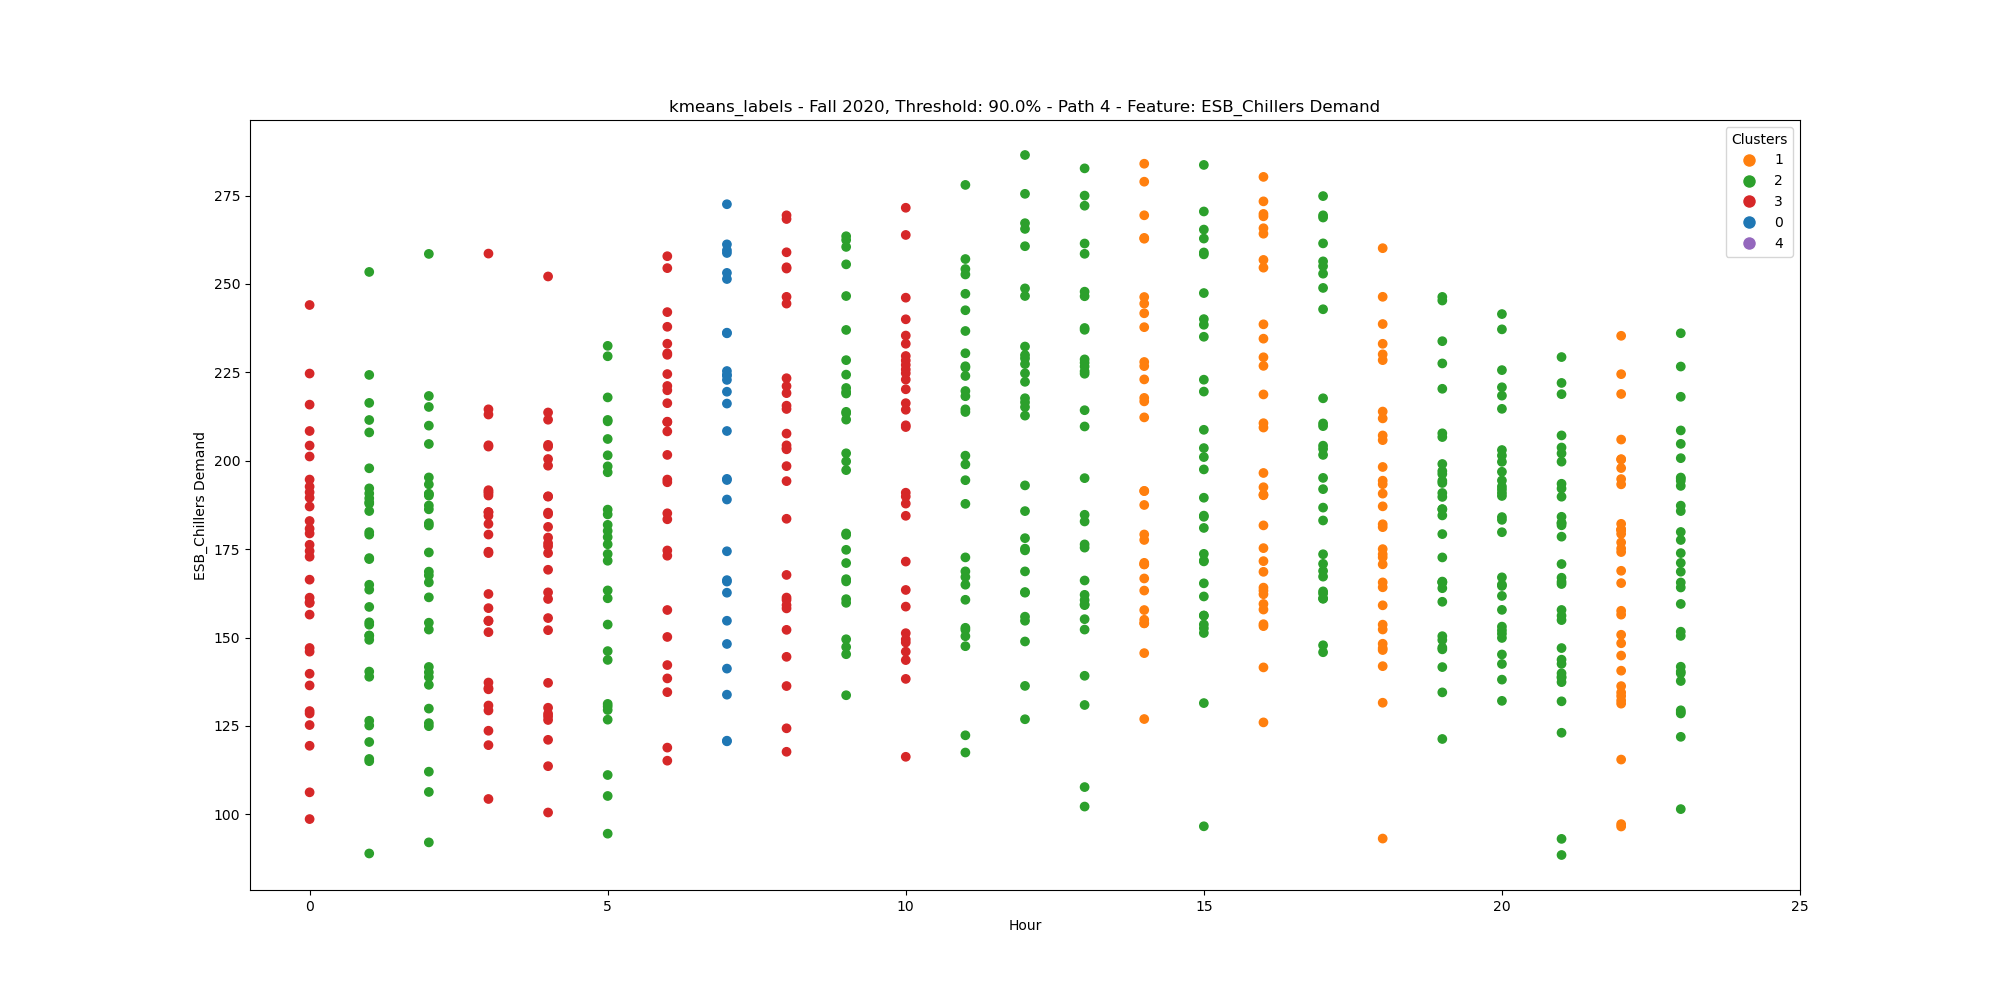 kmeans_labels - Fall 2020, Threshold: 90.0% - Path 4 - Feature: ESB_Chillers Demand
Clusters
1
2
3
0
4
ESB_Chillers Demand
275
250
225
200
175
150
125
100
0 5 10 15 20 25
Hour